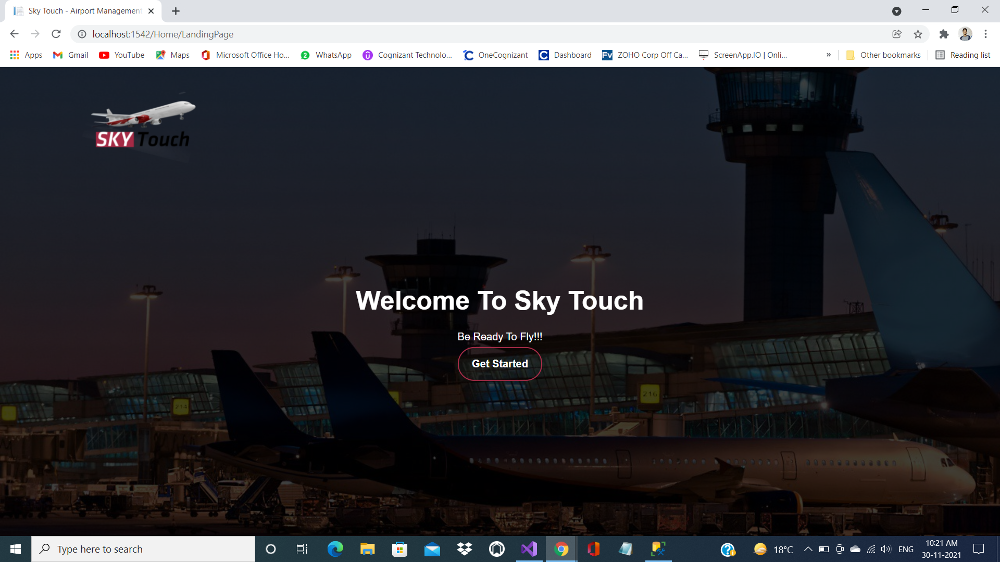 Sky Touch - Airport Management
localhost:1542/Home/LandingPage
Apps
Gmail
YouTube
Maps
Microsoft Office Ho...
2
WhatsApp
Cognizant Technolo...
OneCognizant
Dashboard
Fv
ZOHO Corp Off Ca...
ScreenApp.IO | Onli...
»
Other bookmarks
Reading list
SKY Touch
Welcome To Sky Touch
Be Ready To Fly!!!
Get Started
214
216
Type here to search
18°C
ENG
10:21 AM
30-11-2021